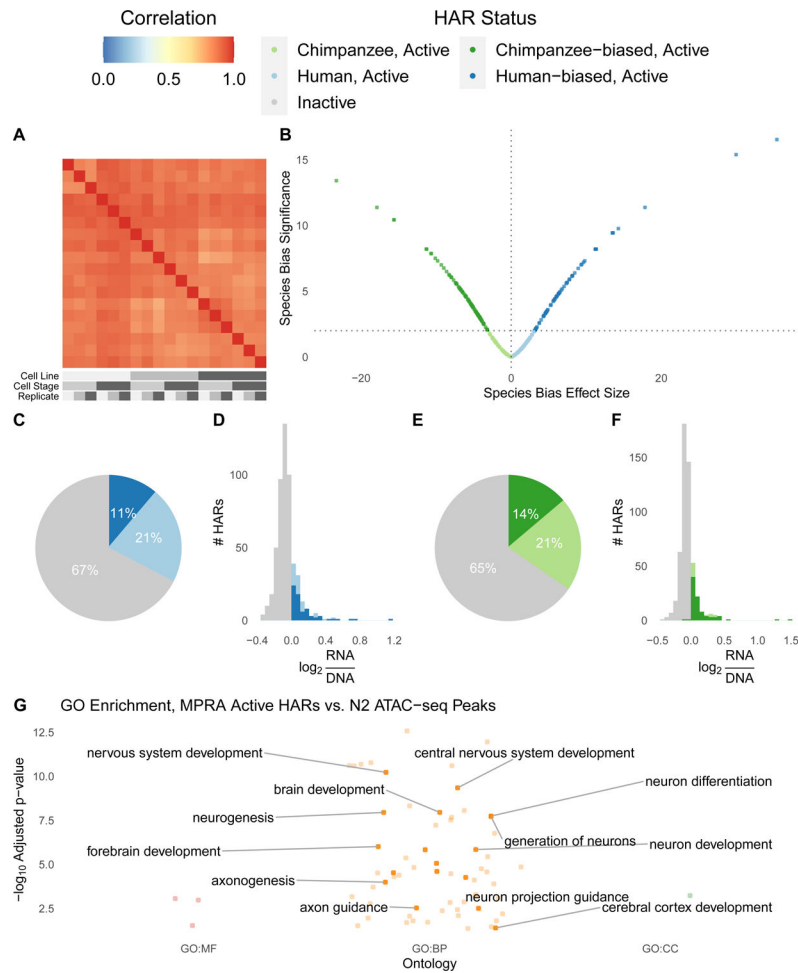 Correlation
HAR Status
0.0 0.5 1.0
Chimpanzee, Active
Chimpanzee−biased, Active
Human, Active
Human−biased, Active
Inactive
A
Cell Line
Cell Stage
Replicate
B
Species Bias Significance
15
10
5
0
−20 0 20
Species Bias Effect Size
C
11%
21%
67%
D
# HARs
100
50
0
−0.4 0.0 0.4 0.8 1.2
log2 RNA
DNA
E
14%
21%
65%
F
# HARs
150
100
50
0
−0.5 0.0 0.5 1.0 1.5
log2 RNA
DNA
G GO Enrichment, MPRA Active HARs vs. N2 ATAC−seq Peaks
−log10 Adjusted p−value
12.5
10.0
7.5
5.0
2.5
nervous system development
central nervous system development
brain development
neuron differentiation
neurogenesis
generation of neurons
forebrain development
neuron development
axonogenesis
neuron projection guidance
axon guidance
cerebral cortex development
GO:MF GO:BP GO:CC
Ontology